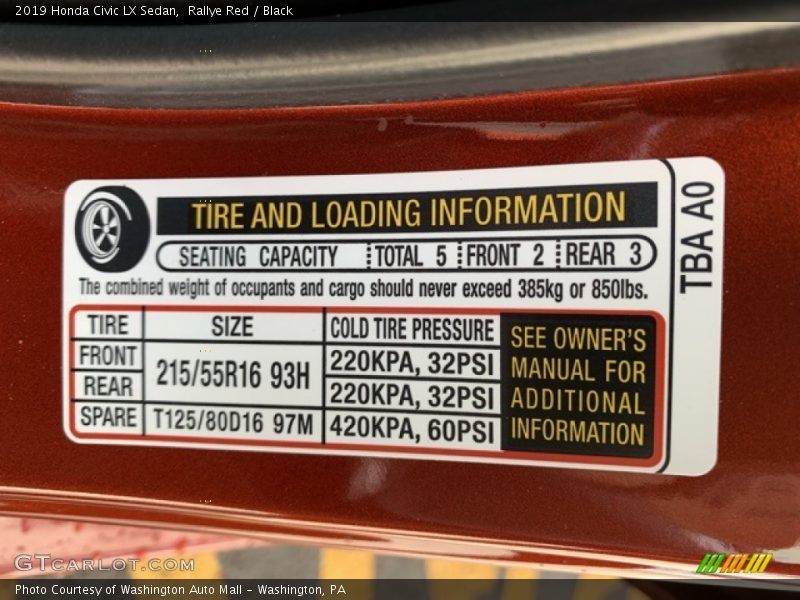 2019 Honda Civic LX Sedan,  Rallye Red / Black
TIRE AND LOADING INFORMATION
SEATING CAPACITY TOTAL 5 FRONT 2 REAR 3
The combined weight of occupants and cargo should never exceed 385kg or 850lbs.
TIRE SIZE COLD TIRE PRESSURE
FRONT 215/55R16 93H 220KPA, 32PSI
REAR 220KPA, 32PSI
SPARE T125/80D16 97M 420KPA, 60PSI
SEE OWNER'S
MANUAL FOR
ADDITIONAL
INFORMATION
TBA A0
GTCARLOT.COM
Photo Courtesy of Washington Auto Mall - Washington, PA